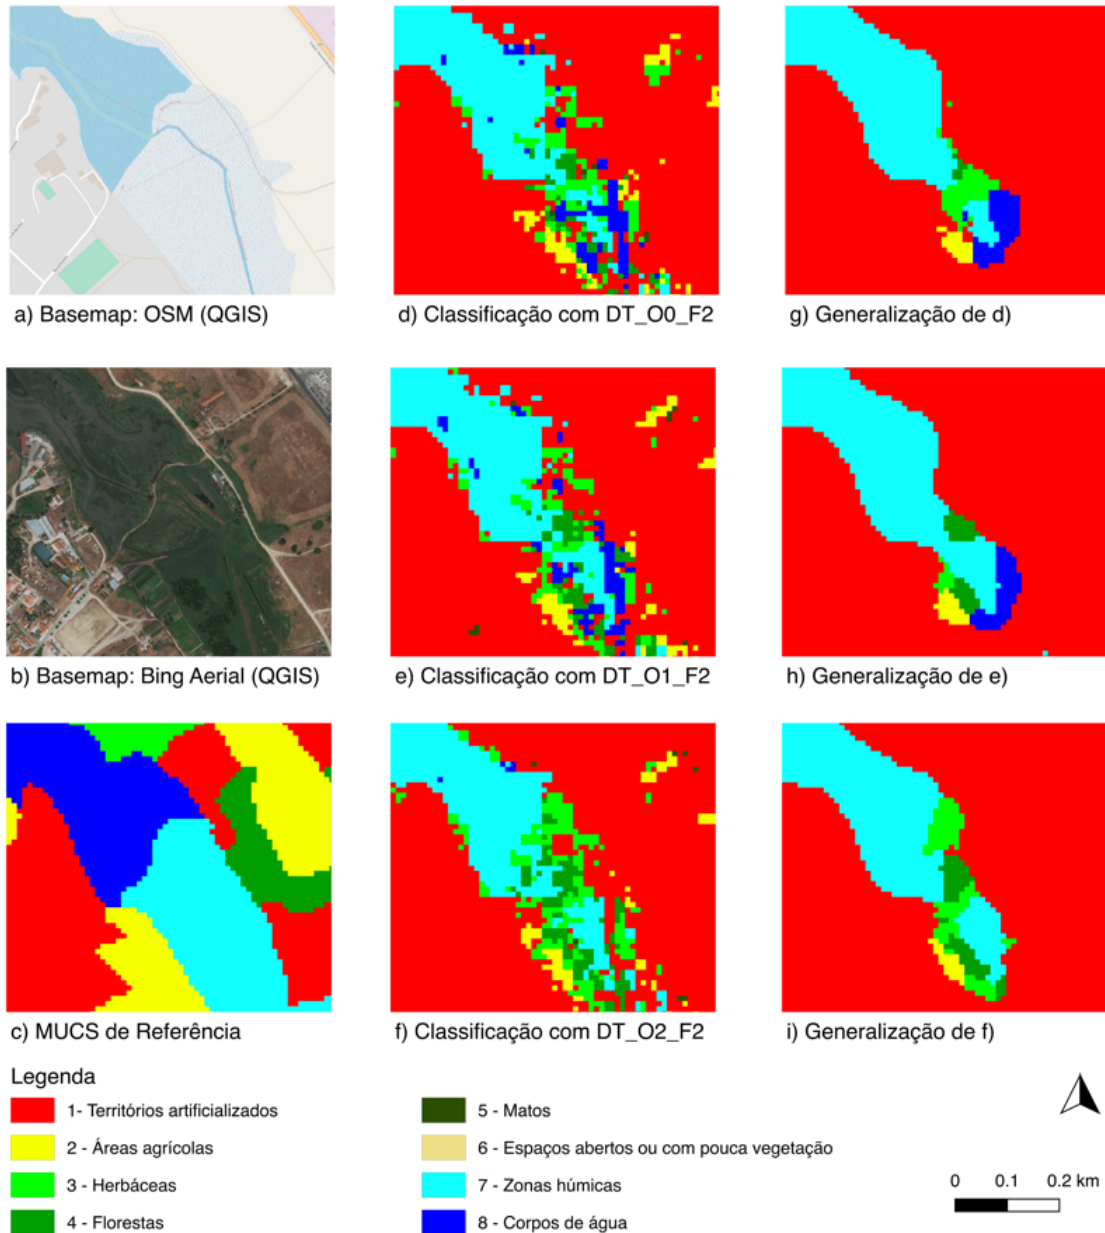 a) Basemap: OSM (QGIS)
d) Classificação com DT_O0_F2
g) Generalização de d)
b) Basemap: Bing Aerial (QGIS)
e) Classificação com DT_O1_F2
h) Generalização de e)
c) MUCS de Referência
f) Classificação com DT_O2_F2
i) Generalização de f)
Legenda
1- Territórios artificializados
2 - Áreas agrícolas
3 - Herbáceas
4 - Florestas
5 - Matos
6 - Espaços abertos ou com pouca vegetação
7 - Zonas húmicas
8 - Corpos de água
0 0.1 0.2 km